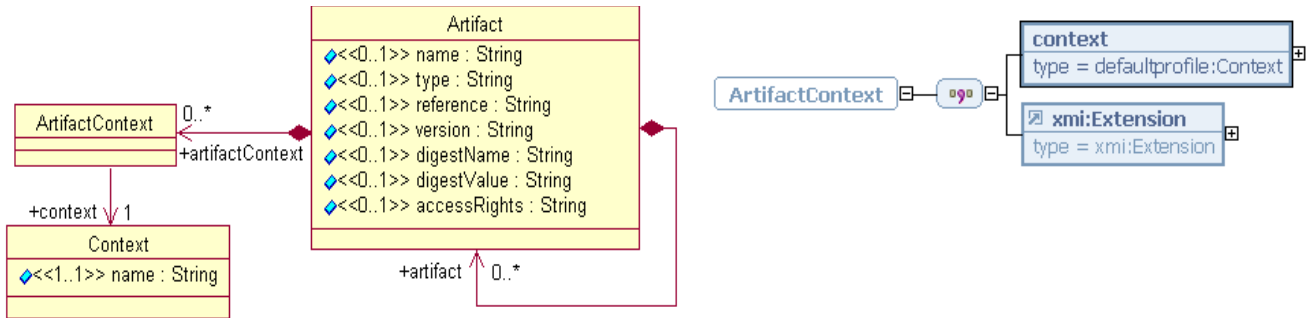 Artifact
<<0..1>> name : String
<<0..1>> type : String
<<0..1>> reference : String
<<0..1>> version : String
<<0..1>> digestName : String
<<0..1>> digestValue : String
<<0..1>> accessRights : String
ArtifactContext
0..*
+artifactContext
+context
1
Context
<<1..1>> name : String
+artifact
0..*
ArtifactContext
context
type = defaultprofile:Context
xmi:Extension
type = xmi:Extension